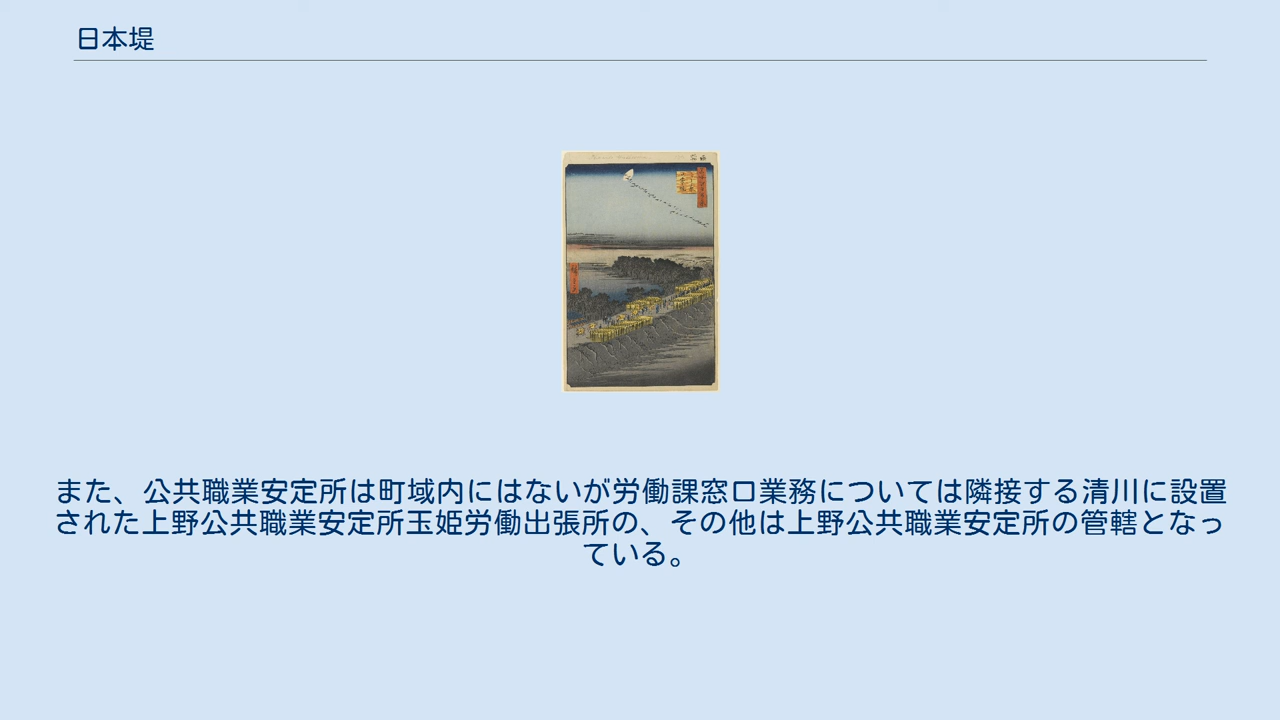 日本堤
また、公共職業安定所は町域内にはないが労働課窓口業務については隣接する清川に設置
された上野公共職業安定所玉姫労働出張所の、その他は上野公共職業安定所の管轄となっ
ている。